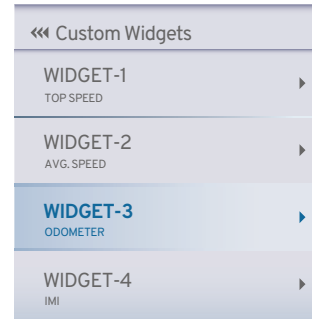 Custom Widgets
WIDGET-1
TOP SPEED
WIDGET-2
AVG. SPEED
WIDGET-3
ODOMETER
WIDGET-4
IMI